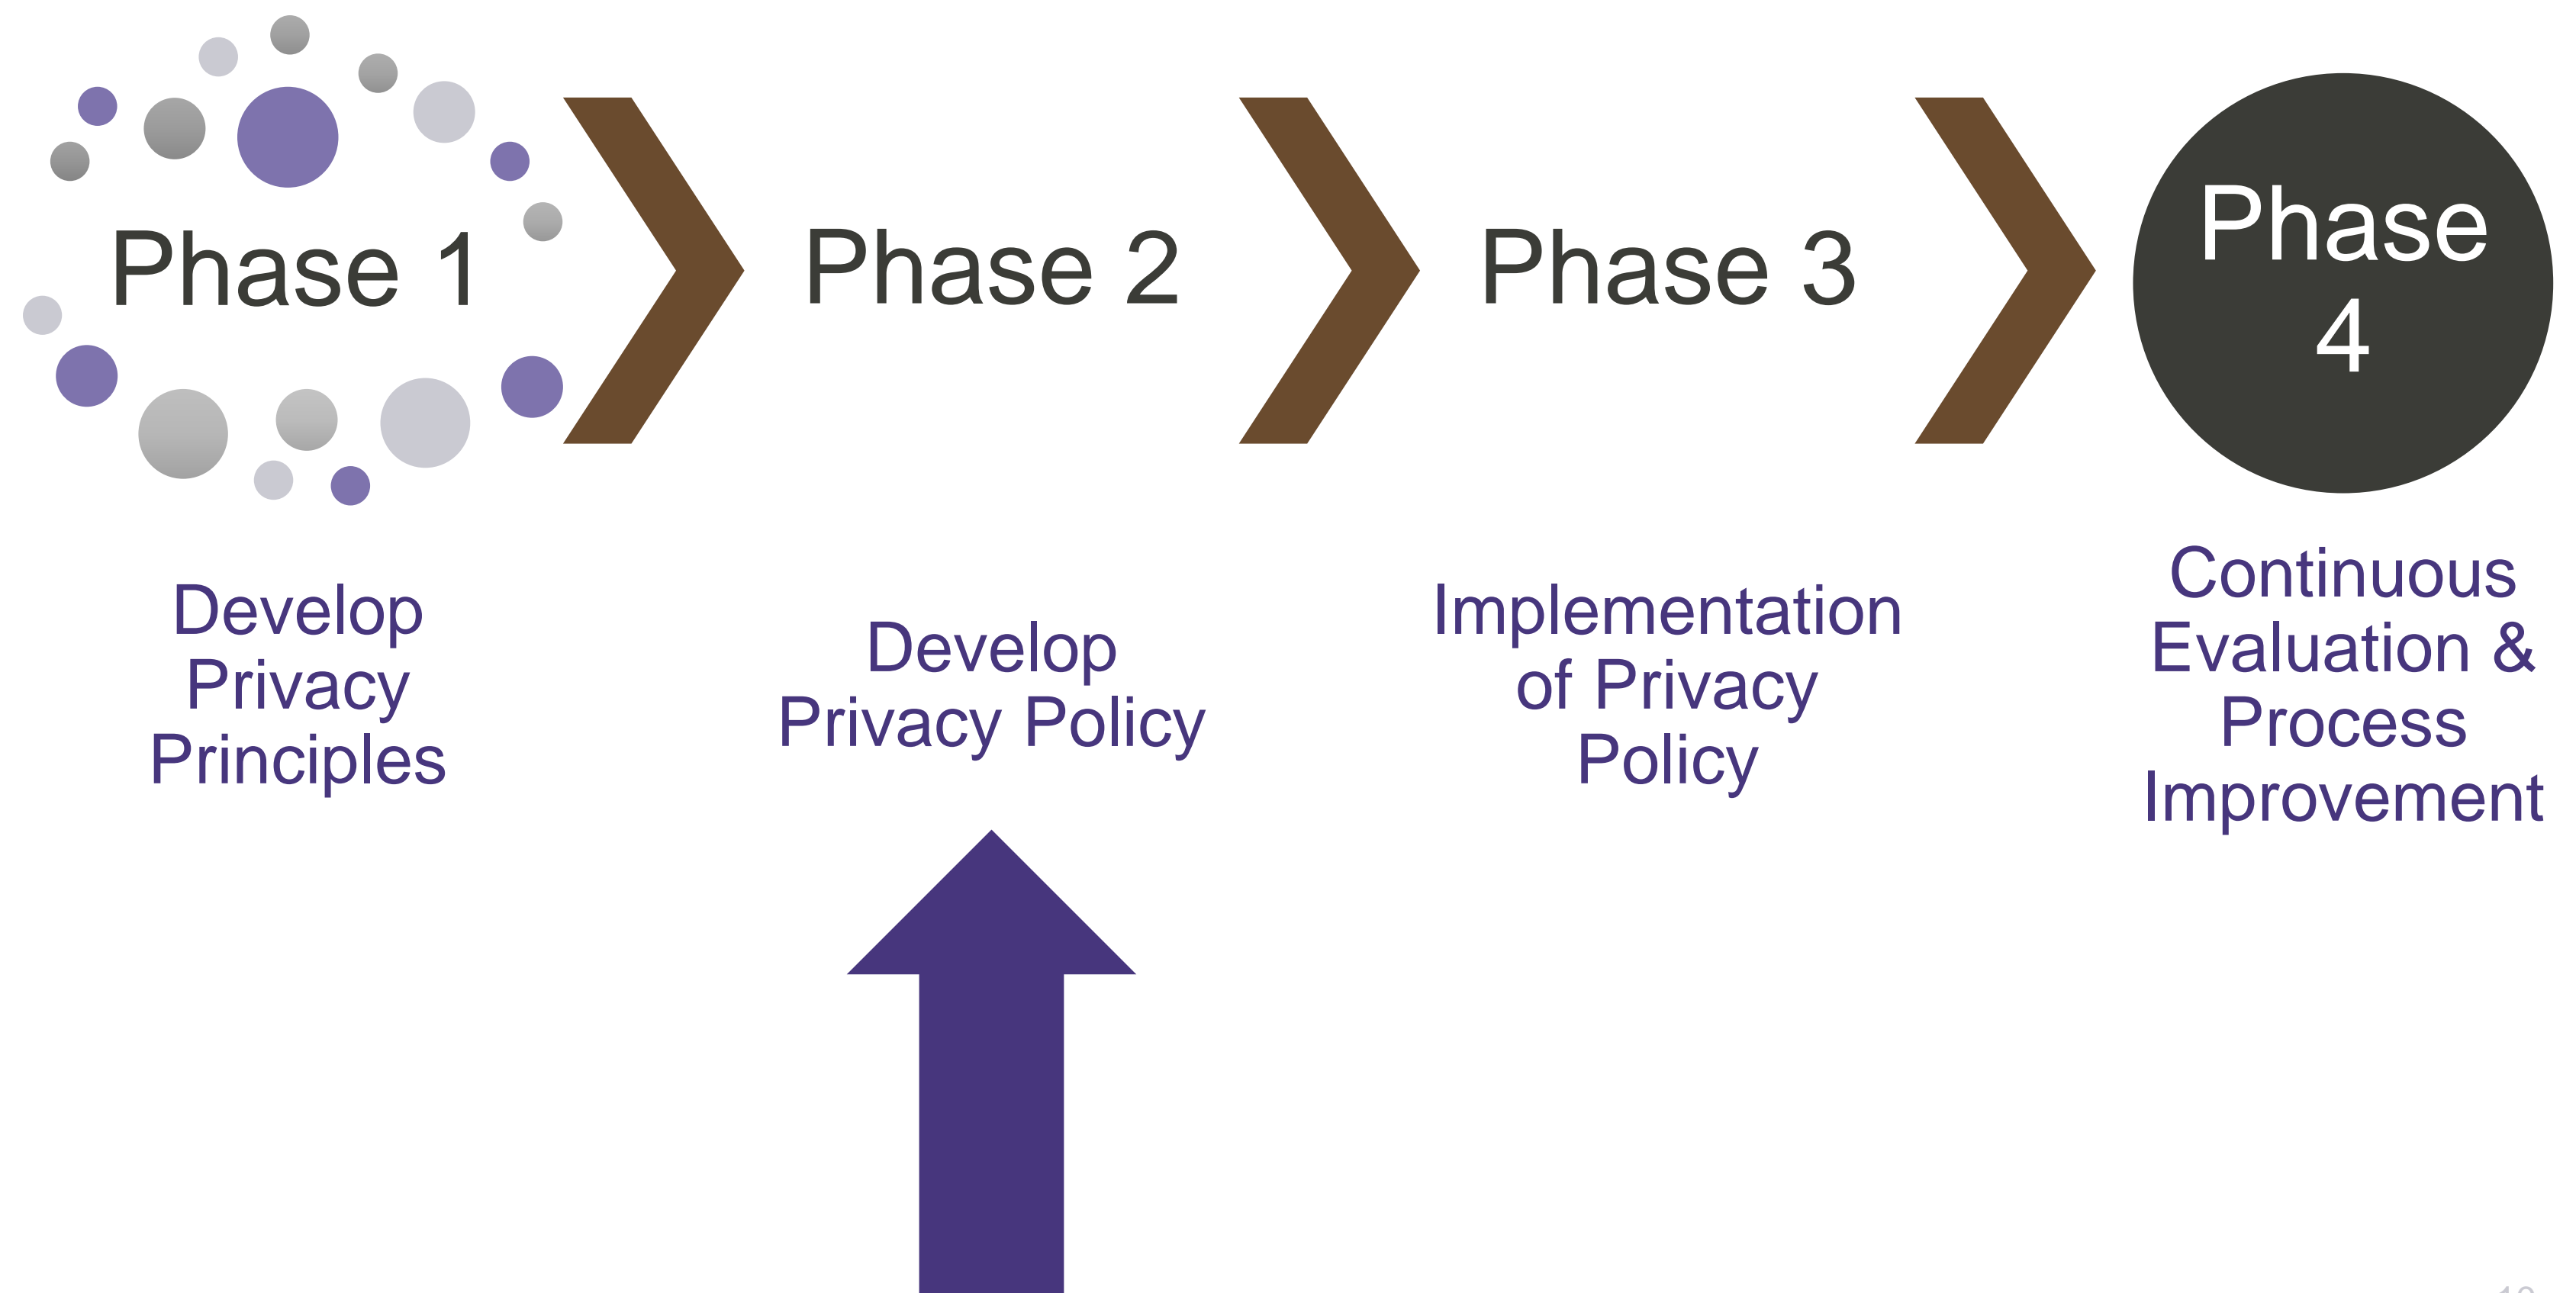 Phase 1
Phase 2
Phase 3
Phase
4
Develop
Privacy
Principles
Develop
Privacy Policy
Implementation
of Privacy
Policy
Continuous
Evaluation &
Process
Improvement